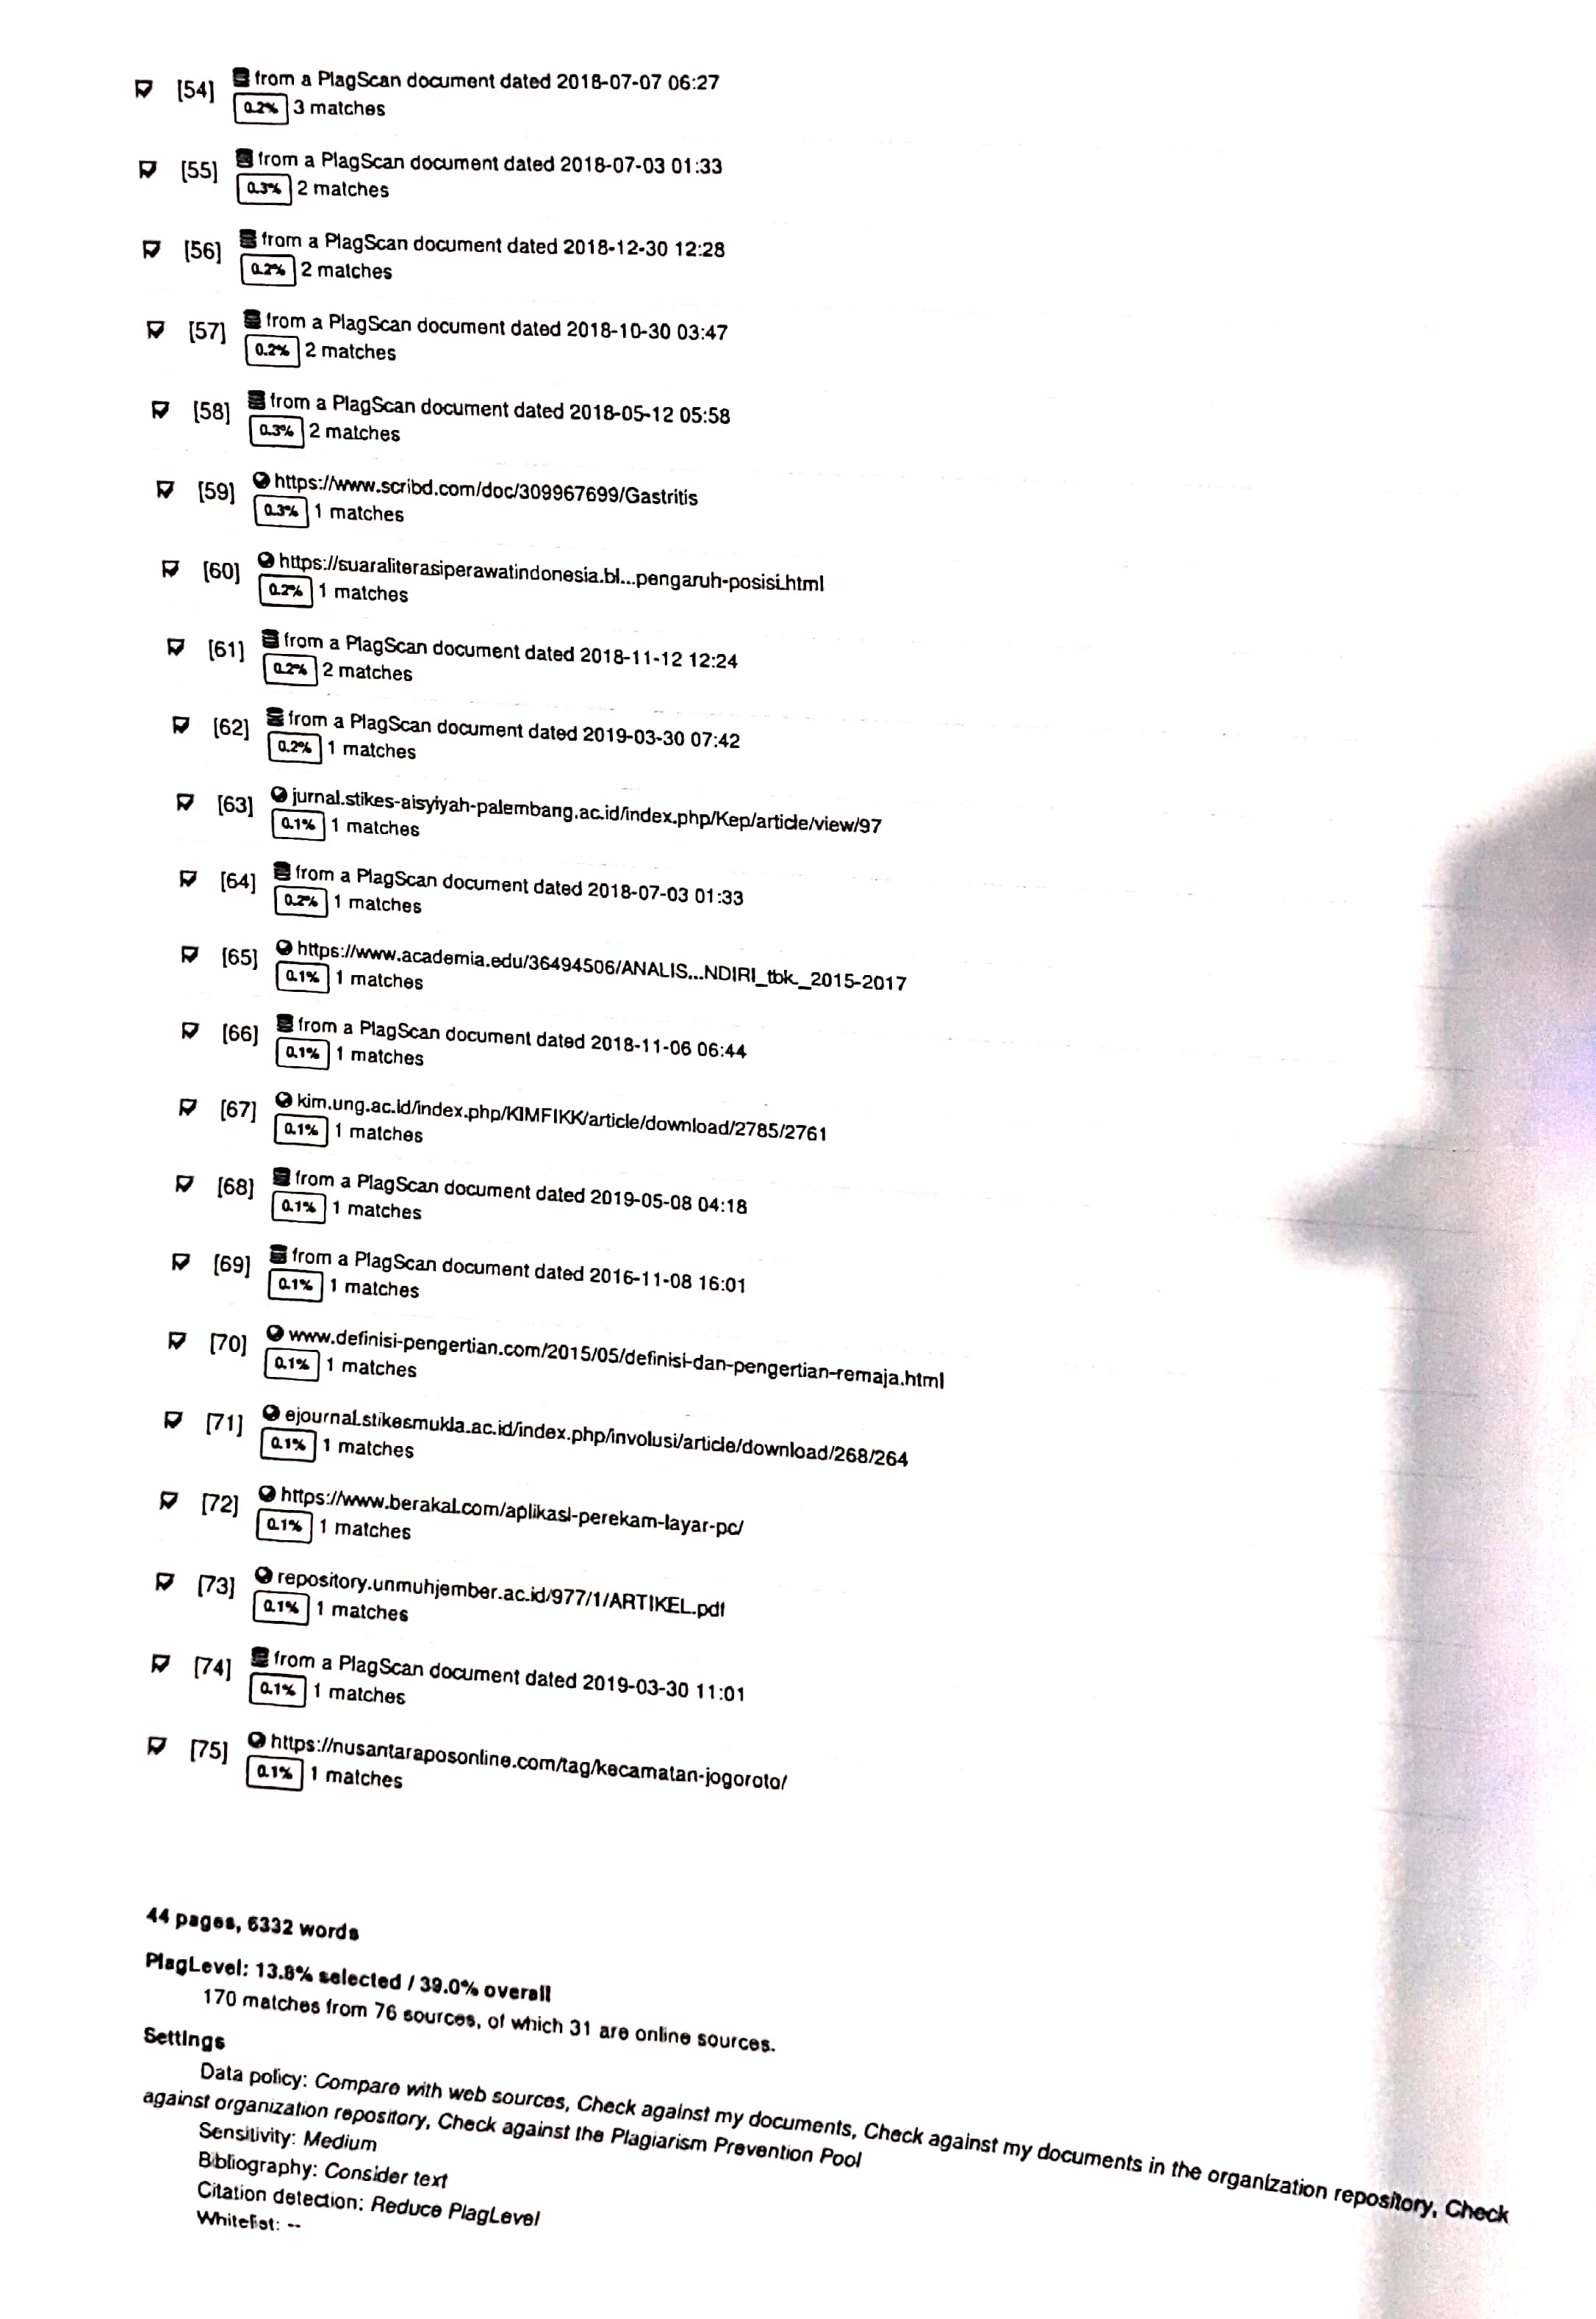 [54] from a PlagScan document dated 2018-07-07 06:27
0.2% 3 matches
[55] from a PlagScan document dated 2018-07-03 01:33
0.3% 2 matches
[56] from a PlagScan document dated 2018-12-30 12:28
0.2% 2 matches
[57] from a PlagScan document dated 2018-10-30 03:47
0.2% 2 matches
[58] from a PlagScan document dated 2018-05-12 05:58
0.3% 2 matches
[59] https://www.scribd.com/doc/309967699/Gastritis
0.3% 1 matches
[60] https://suaraliterasiperawatindonesia.bl...pengaruh-posisi.html
0.2% 1 matches
[61] from a PlagScan document dated 2018-11-12 12:24
0.2% 2 matches
[62] from a PlagScan document dated 2019-03-30 07:42
0.2% 1 matches
[63] jurnal.stikes-aisyiyah-palembang.ac.id/index.php/Kep/article/view/97
0.1% 1 matches
[64] from a PlagScan document dated 2018-07-03 01:33
0.2% 1 matches
[65] https://www.academia.edu/36494506/ANALIS...NDIRI_tbk._2015-2017
0.1% 1 matches
[66] from a PlagScan document dated 2018-11-06 06:44
0.1% 1 matches
[67] kim.ung.ac.id/index.php/KIMFIKK/article/download/2785/2761
0.1% 1 matches
[68] from a PlagScan document dated 2019-05-08 04:18
0.1% 1 matches
[69] from a PlagScan document dated 2016-11-08 16:01
0.1% 1 matches
[70] www.definisi-pengertian.com/2015/05/definisi-dan-pengertian-remaja.html
0.1% 1 matches
[71] ejournal.stikesmukla.ac.id/index.php/involusi/article/download/268/264
0.1% 1 matches
[72] https://www.berakal.com/aplikasi-perekam-layar-pc/
0.1% 1 matches
[73] repository.unmuhjember.ac.id/977/1/ARTIKEL.pdf
0.1% 1 matches
[74] from a PlagScan document dated 2019-03-30 11:01
0.1% 1 matches
[75] https://nusantaraposonline.com/tag/kecamatan-jogoroto/
0.1% 1 matches
44 pages, 6332 words
PlagLevel: 13.8% selected / 39.0% overall
170 matches from 76 sources, of which 31 are online sources.
Settings
Data policy: Compare with web sources, Check against my documents, Check against my documents in the organization repository, Check
against organization repository, Check against the Plagiarism Prevention Pool
Sensitivity: Medium
Bibliography: Consider text
Citation detection: Reduce PlagLevel
Whitelist: --